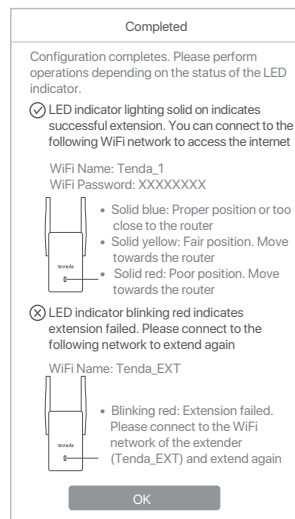 Completed
Configuration completes. Please perform
operations depending on the status of the LED
indicator.
LED indicator lighting solid on indicates
successful extension. You can connect to the
following WiFi network to access the internet
WiFi Name: Tenda_1
WiFi Password: XXXXXXXX
• Solid blue: Proper position or too
close to the router
• Solid yellow: Fair position. Move
towards the router
• Solid red: Poor position. Move
towards the router
Tenda
LED indicator blinking red indicates
extension failed. Please connect to the
following network to extend again
WiFi Name: Tenda_EXT
• Blinking red: Extension failed.
Please connect to the WiFi
network of the extender
(Tenda_EXT) and extend again
Tenda
OK